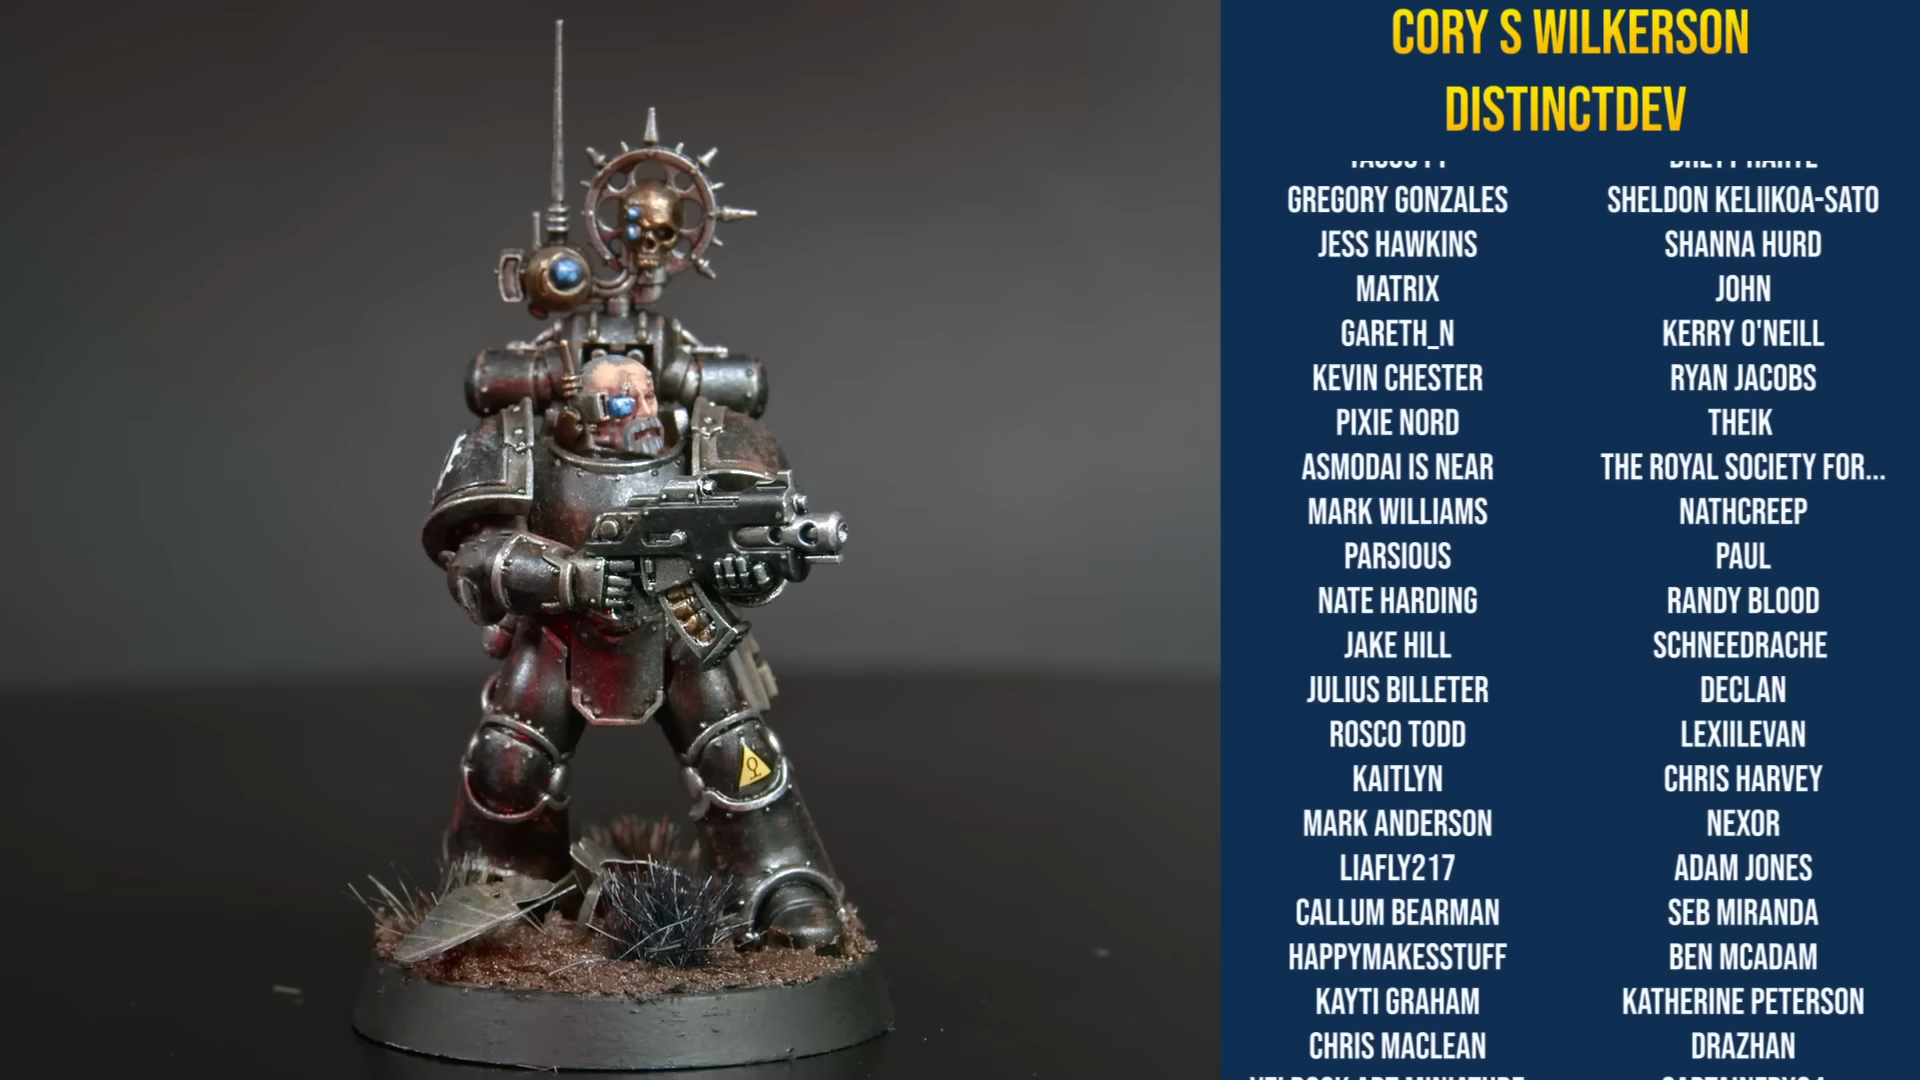 CORY S WILKERSON
DISTINCTDEV
GREGORY GONZALES
SHELDON KELIIKOA-SATO
JESS HAWKINS
SHANNA HURD
MATRIX
JOHN
GARETH_N
KERRY O'NEILL
KEVIN CHESTER
RYAN JACOBS
PIXIE NORD
THEIK
ASMODAI IS NEAR
THE ROYAL SOCIETY FOR...
MARK WILLIAMS
NATHCREEP
PARSIOUS
PAUL
NATE HARDING
RANDY BLOOD
JAKE HILL
SCHNEEDRACHE
JULIUS BILLETER
DECLAN
ROSCO TODD
LEXIILEVAN
KAITLYN
CHRIS HARVEY
MARK ANDERSON
NEXOR
LIAFLY217
ADAM JONES
CALLUM BEARMAN
SEB MIRANDA
HAPPYMAKESSTUFF
BEN MCADAM
KAYTI GRAHAM
KATHERINE PETERSON
CHRIS MACLEAN
DRAZHAN